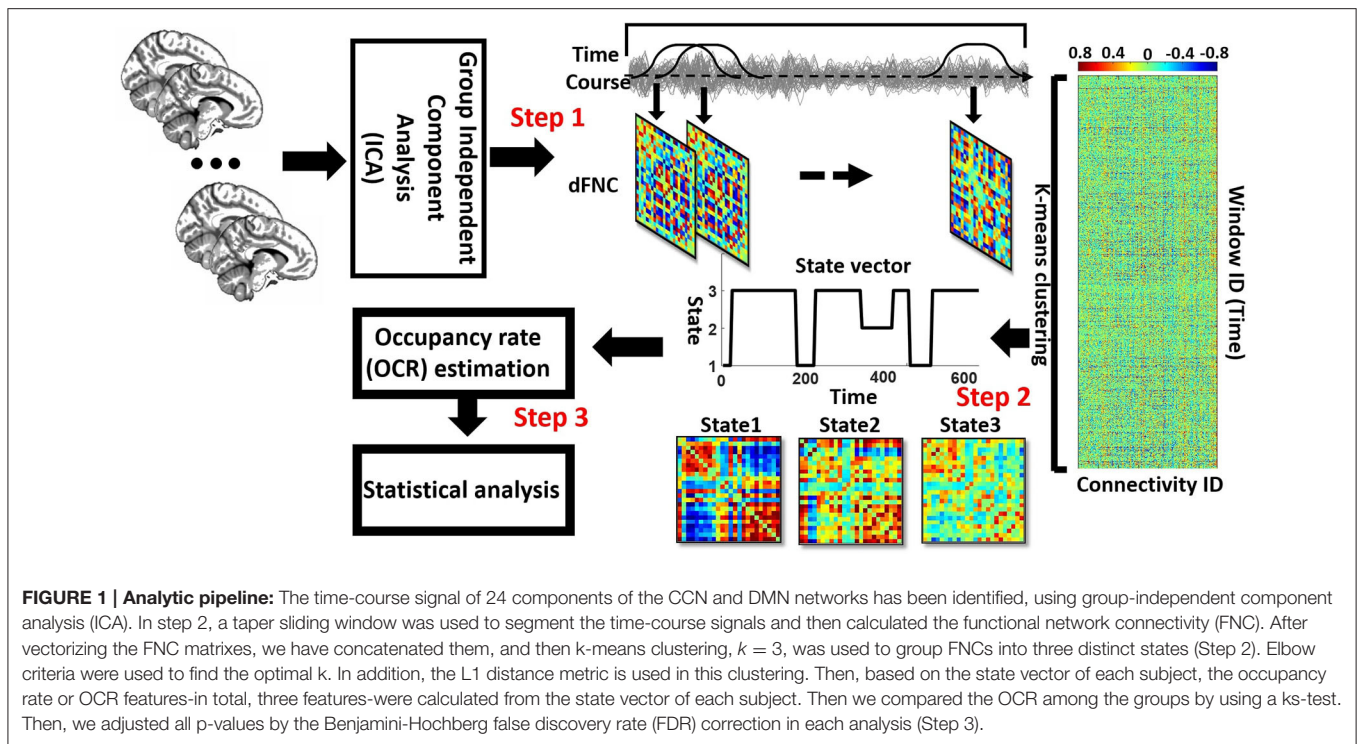 Group Independent
Component
Analysis
(ICA)
Step 1
Time
Course
dFNC
0.8 0.4 0 -0.4 -0.8
K-means clustering
Window ID (Time)
Connectivity ID
State vector
State
3
2
1
0 200 400 600
Time
Step 2
State1 State2 State3
Occupancy rate
(OCR) estimation
Step 3
Statistical analysis
FIGURE 1 | Analytic pipeline: The time-course signal of 24 components of the CCN and DMN networks has been identified, using group-independent component
analysis (ICA). In step 2, a taper sliding window was used to segment the time-course signals and then calculated the functional network connectivity (FNC). After
vectorizing the FNC matrixes, we have concatenated them, and then k-means clustering, k = 3, was used to group FNCs into three distinct states (Step 2). Elbow
criteria were used to find the optimal k. In addition, the L1 distance metric is used in this clustering. Then, based on the state vector of each subject, the occupancy
rate or OCR features-in total, three features-were calculated from the state vector of each subject. Then we compared the OCR among the groups by using a ks-test.
Then, we adjusted all p-values by the Benjamini-Hochberg false discovery rate (FDR) correction in each analysis (Step 3).